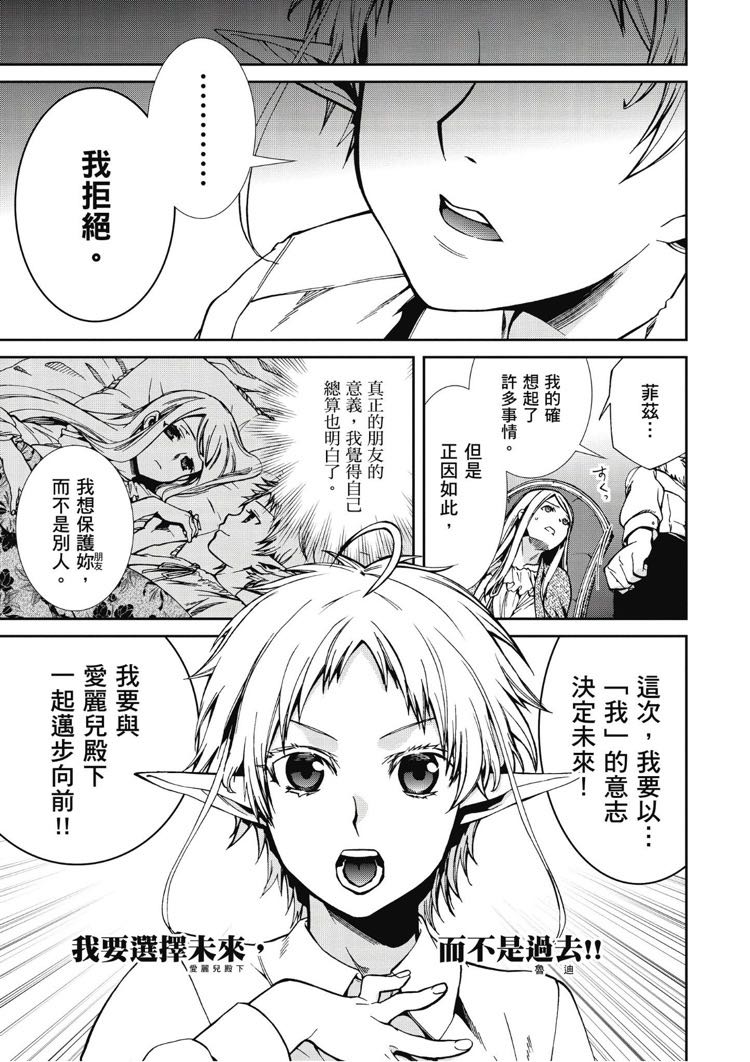 ………
我拒絕。
菲茲…
我的確
想起了
許多事情。
但是
正因如此，
すくっ
真正的朋友的
意義，我覺得自己
總算也明白了。
我想保護妳，
朋友
而不是別人。
這次，我要以…
「我」的意志
決定未來！
我要與
愛麗兒殿下
一起邁步向前!!
我要選擇未來，
愛麗兒殿下
而不是過去!!
魯迪